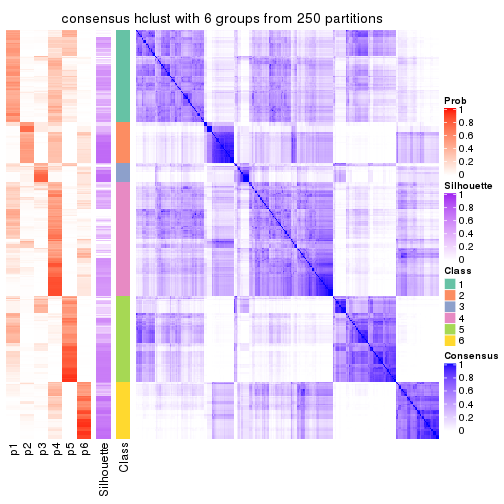 consensus hclust with 6 groups from 250 partitions
Prob
1
0.8
0.6
0.4
0.2
0
Silhouette
1
0.8
0.6
0.4
0.2
0
Class
1
2
3
4
5
6
Consensus
1
0.8
0.6
0.4
0.2
0
p1
p2
p3
p4
p5
p6
Silhouette
Class